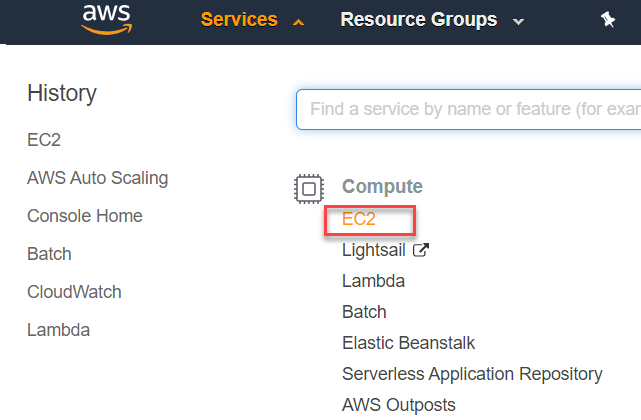 aws
Services
Resource Groups
History
EC2
AWS Auto Scaling
Console Home
Batch
CloudWatch
Lambda
Find a service by name or feature (for exar
Compute
EC2
Lightsail
Lambda
Batch
Elastic Beanstalk
Serverless Application Repository
AWS Outposts